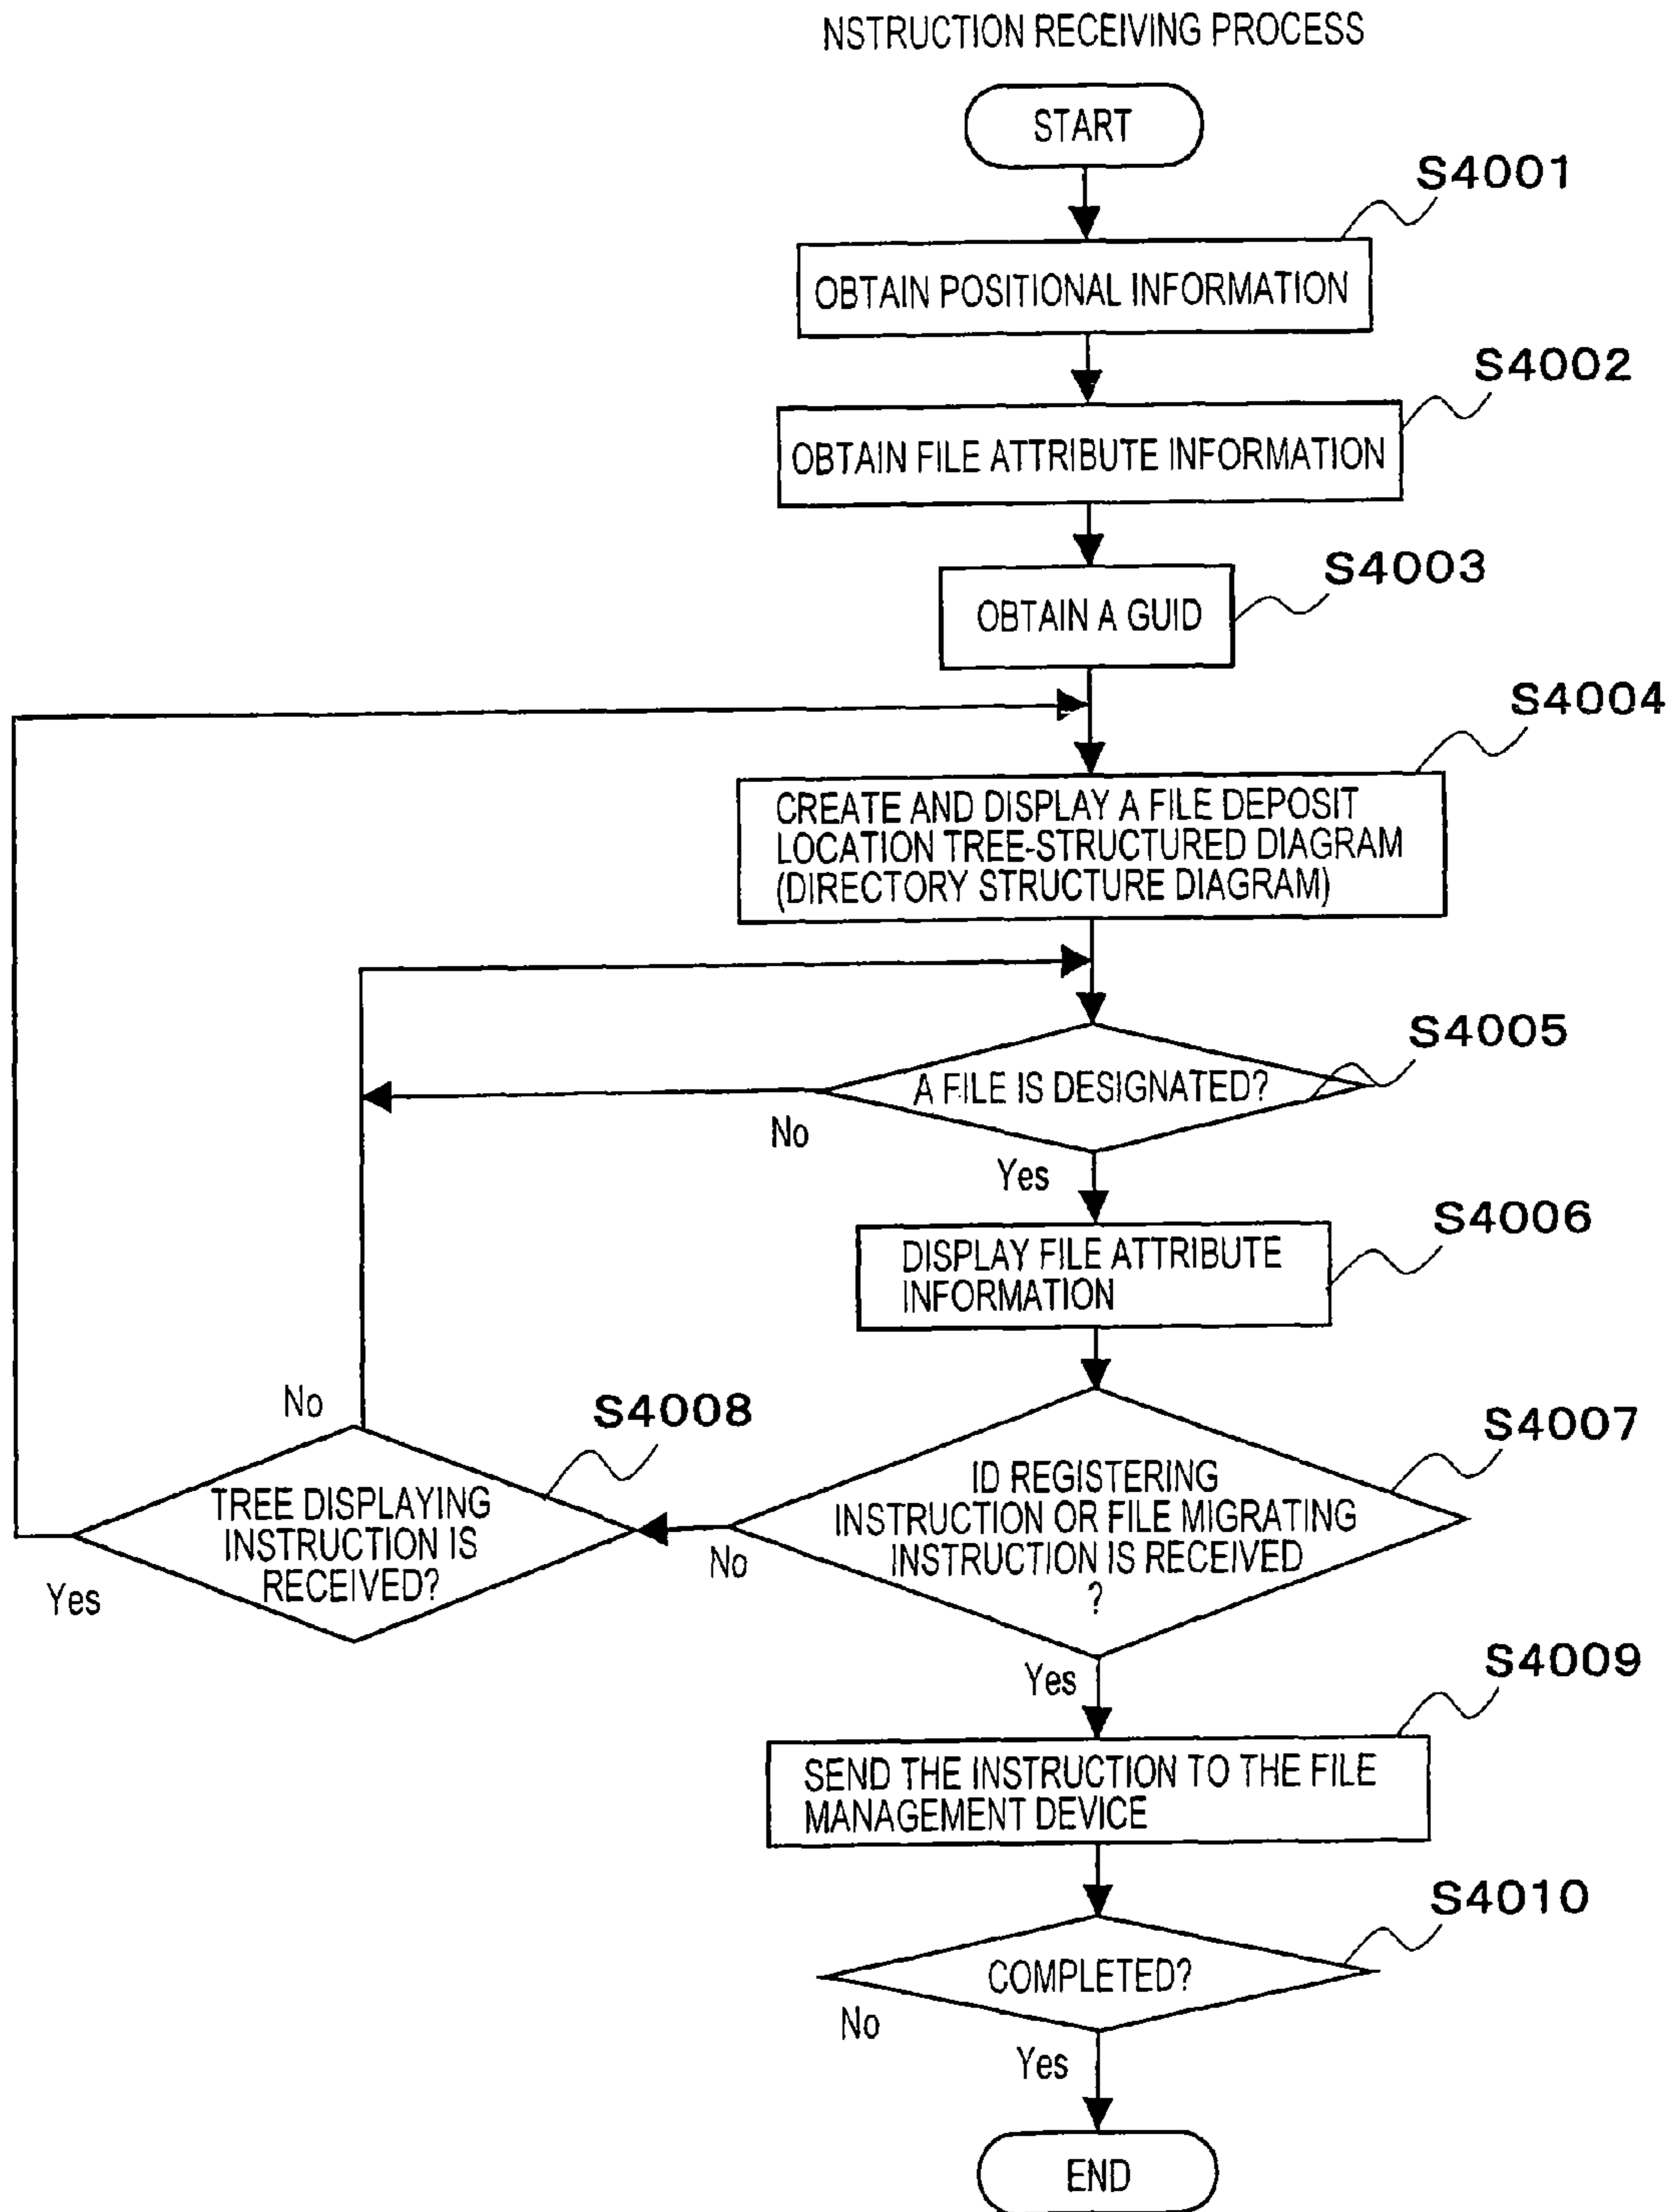 NSTRUCTION RECEIVING PROCESS
START
S4001
OBTAIN POSITIONAL INFORMATION
S4002
OBTAIN FILE ATTRIBUTE INFORMATION
S4003
OBTAIN A GUID
S4004
CREATE AND DISPLAY A FILE DEPOSIT
LOCATION TREE-STRUCTURED DIAGRAM
(DIRECTORY STRUCTURE DIAGRAM)
S4005
A FILE IS DESIGNATED?
No
Yes
S4006
DISPLAY FILE ATTRIBUTE
INFORMATION
S4007
ID REGISTERING
INSTRUCTION OR FILE MIGRATING
INSTRUCTION IS RECEIVED
?
No
Yes
S4008
TREE DISPLAYING
INSTRUCTION IS
RECEIVED?
No
Yes
S4009
SEND THE INSTRUCTION TO THE FILE
MANAGEMENT DEVICE
S4010
COMPLETED?
No
Yes
END